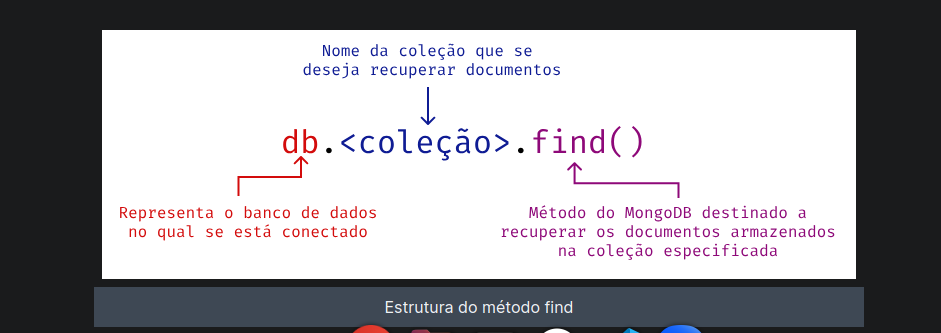 Nome da coleção que se
deseja recuperar documentos
db.<coleção>.find()
Representa o banco de dados
no qual se está conectado
Método do MongoDB destinado a
recuperar os documentos armazenados
na coleção especificada
Estrutura do método find